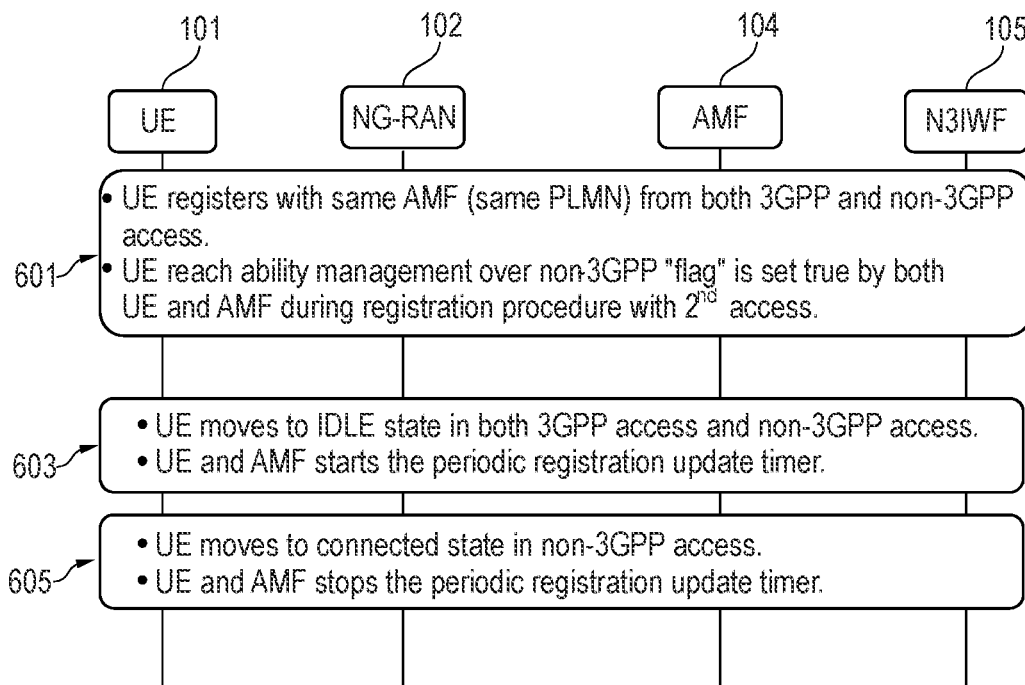 101 102 104 105
UE NG-RAN AMF N3IWF
• UE registers with same AMF (same PLMN) from both 3GPP and non-3GPP
access.
601
• UE reach ability management over non-3GPP "flag" is set true by both
UE and AMF during registration procedure with 2nd access.
• UE moves to IDLE state in both 3GPP access and non-3GPP access.
603
• UE and AMF starts the periodic registration update timer.
• UE moves to connected state in non-3GPP access.
605
• UE and AMF stops the periodic registration update timer.